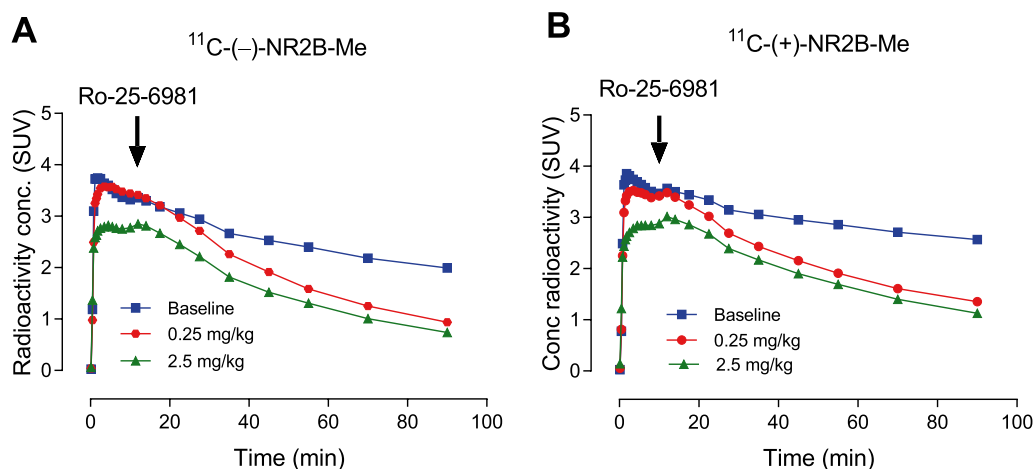 A
¹¹C-(–)-NR2B-Me
Ro-25-6981
Radioactivity conc. (SUV)
5
4
3
2
1
0
Baseline
0.25 mg/kg
2.5 mg/kg
0 20 40 60 80 100
Time (min)
B
¹¹C-(+)-NR2B-Me
Ro-25-6981
Conc radioactivity (SUV)
5
4
3
2
1
0
Baseline
0.25 mg/kg
2.5 mg/kg
0 20 40 60 80 100
Time (min)